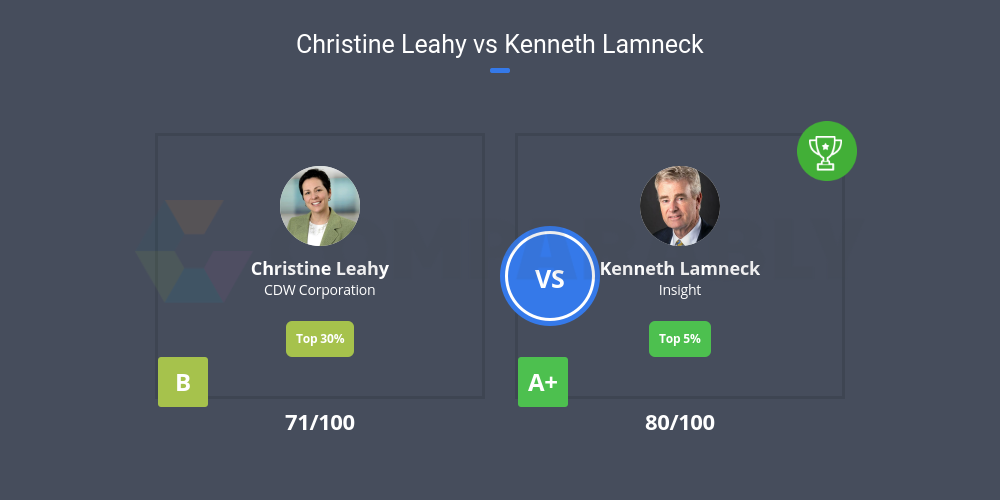 Christine Leahy vs Kenneth Lamneck
Christine Leahy
CDW Corporation
Top 30%
B
71/100
VS
Kenneth Lamneck
Insight
Top 5%
A+
80/100